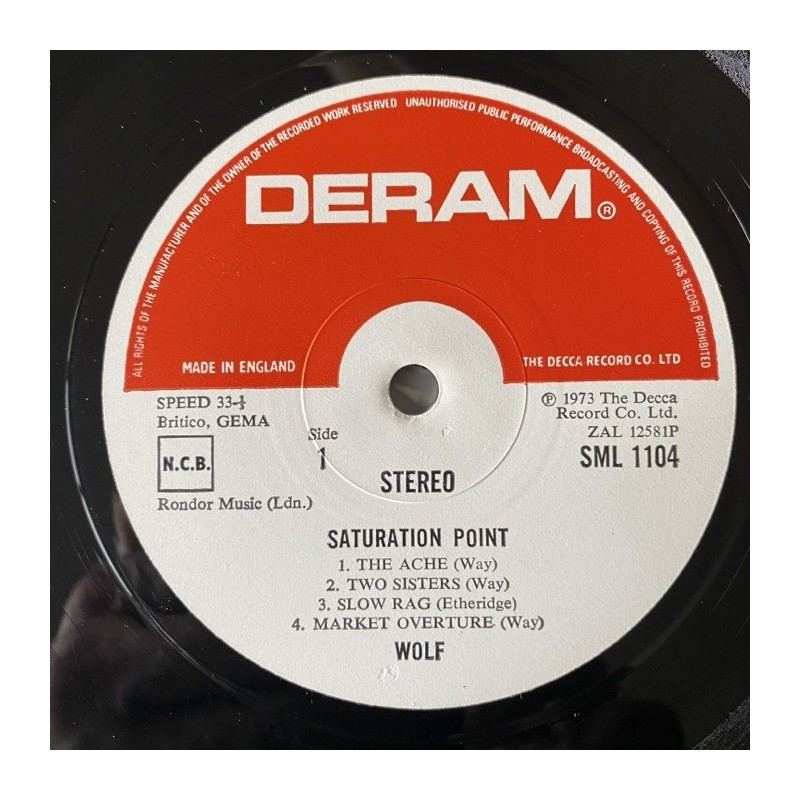 ALL RIGHTS OF THE MANUFACTURER AND OF THE OWNER OF THE RECORDED WORK RESERVED UNAUTHORISED PUBLIC PERFORMANCE BROADCASTING AND COPYING OF THIS RECORD PROHIBITED
DERAM®
MADE IN ENGLAND
THE DECCA RECORD CO. LTD
SPEED 33-⅓
Britico, GEMA
N.C.B.
Rondor Music (Ldn.)
Side
1
STEREO
℗ 1973 The Decca
Record Co. Ltd.
ZAL 12581P
SML 1104
SATURATION POINT
1. THE ACHE (Way)
2. TWO SISTERS (Way)
3. SLOW RAG (Etheridge)
4. MARKET OVERTURE (Way)
WOLF